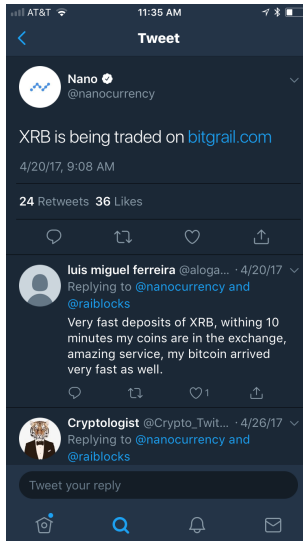 AT&T 11:35 AM
Tweet
Nano
@nanocurrency
XRB is being traded on bitgrail.com
4/20/17, 9:08 AM
24 Retweets 36 Likes
luis miguel ferreira @aloga... · 4/20/17
Replying to @nanocurrency and
@raiblocks
Very fast deposits of XRB, withing 10
minutes my coins are in the exchange,
amazing service, my bitcoin arrived
very fast as well.
1
Cryptologist @Crypto_Twit... · 4/26/17
Replying to @nanocurrency and
@raiblocks
Tweet your reply